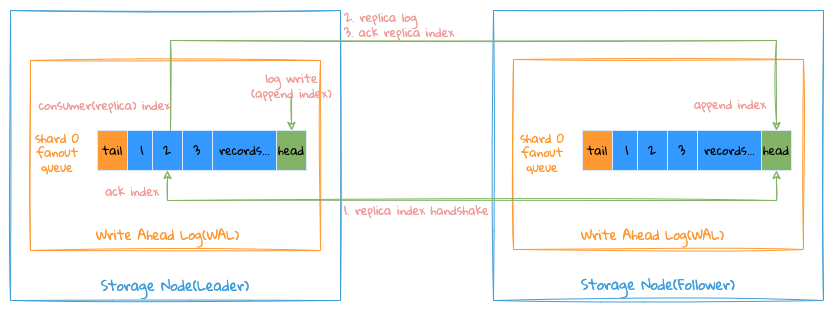 2. replica log
3. ack replica index
log write
(append index)
consumer(replica) index
shard 0
fanout
queue
tail 1 2 3 records... head
ack index
1. replica index handshake
Write Ahead Log(WAL)
Storage Node(Leader)
append index
shard 0
fanout
queue
tail 1 2 3 records... head
Write Ahead Log(WAL)
Storage Node(Follower)